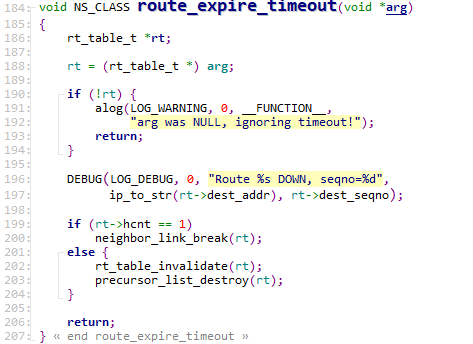 184: void NS_CLASS route_expire_timeout(void *arg)
185: {
186:     rt_table_t *rt;
187:
188:     rt = (rt_table_t *) arg;
189:
190:     if (!rt) {
191:         alog(LOG_WARNING, 0, __FUNCTION__,
192:              "arg was NULL, ignoring timeout!");
193:         return;
194:     }
195:
196:     DEBUG(LOG_DEBUG, 0, "Route %s DOWN, seqno=%d",
197:           ip_to_str(rt->dest_addr), rt->dest_seqno);
198:
199:     if (rt->hcnt == 1)
200:         neighbor_link_break(rt);
201:     else {
202:         rt_table_invalidate(rt);
203:         precursor_list_destroy(rt);
204:     }
205:
206:     return;
207: } « end route_expire_timeout »